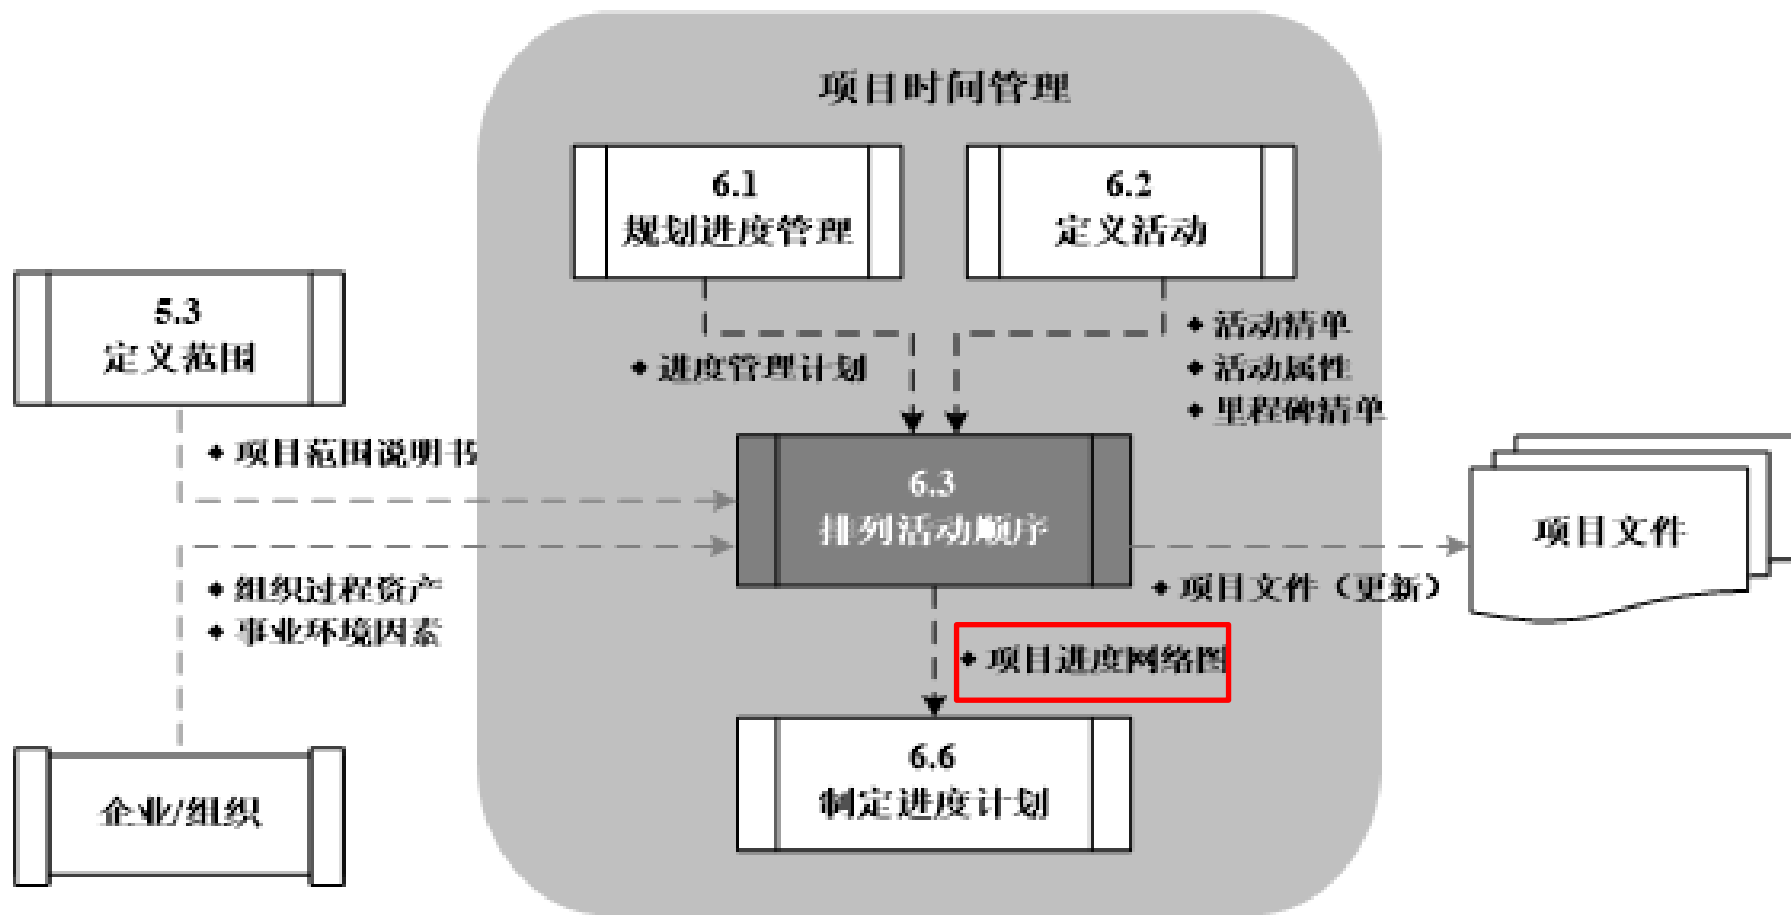 项目时间管理
6.1
规划进度管理
6.2
定义活动
5.3
定义范围
◆ 进度管理计划
◆ 活动清单
◆ 活动属性
◆ 里程碑清单
◆ 项目范围说明书
6.3
排列活动顺序
项目文件
◆ 组织过程资产
◆ 事业环境因素
◆ 项目文件（更新）
◆ 项目进度网络图
6.6
制定进度计划
企业/组织